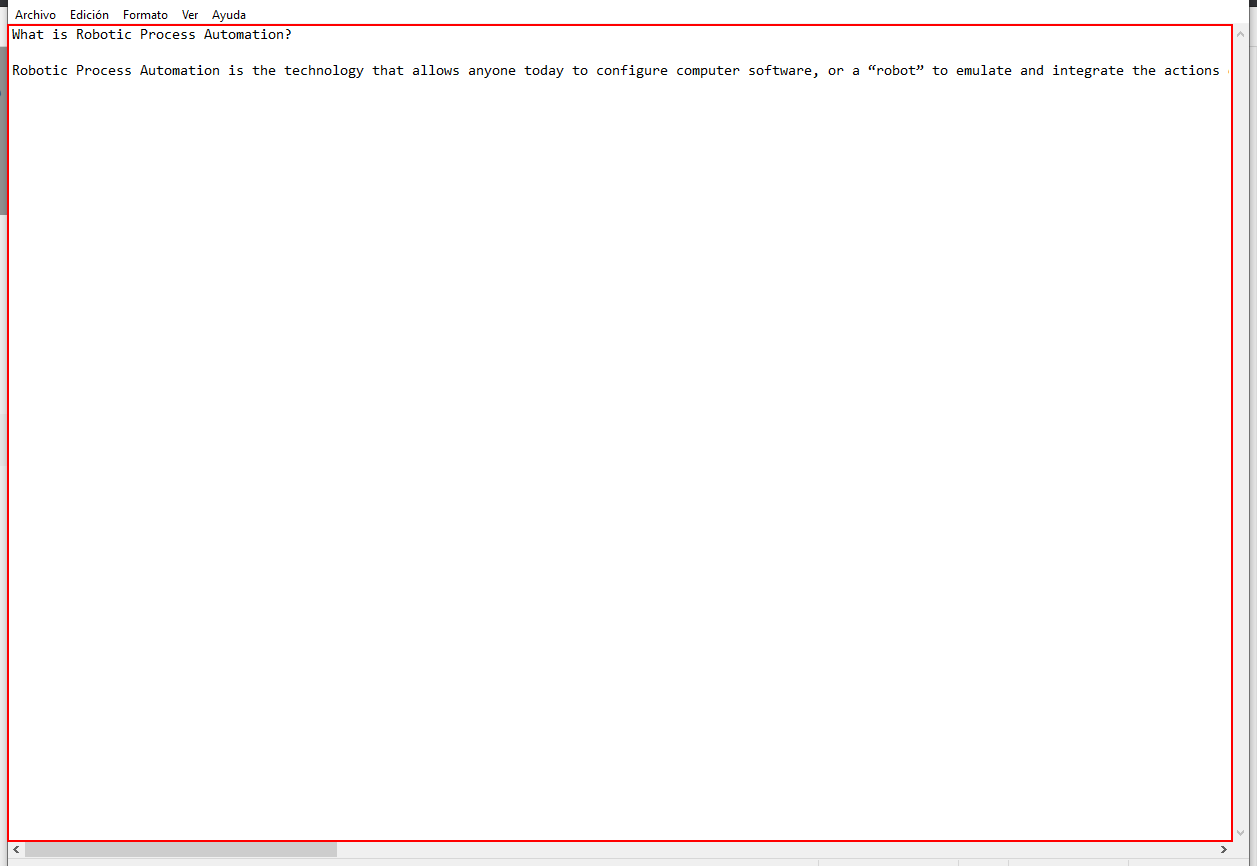 Archivo Edición Formato Ver Ayuda
What is Robotic Process Automation?
Robotic Process Automation is the technology that allows anyone today to configure computer software, or a “robot” to emulate and integrate the actions